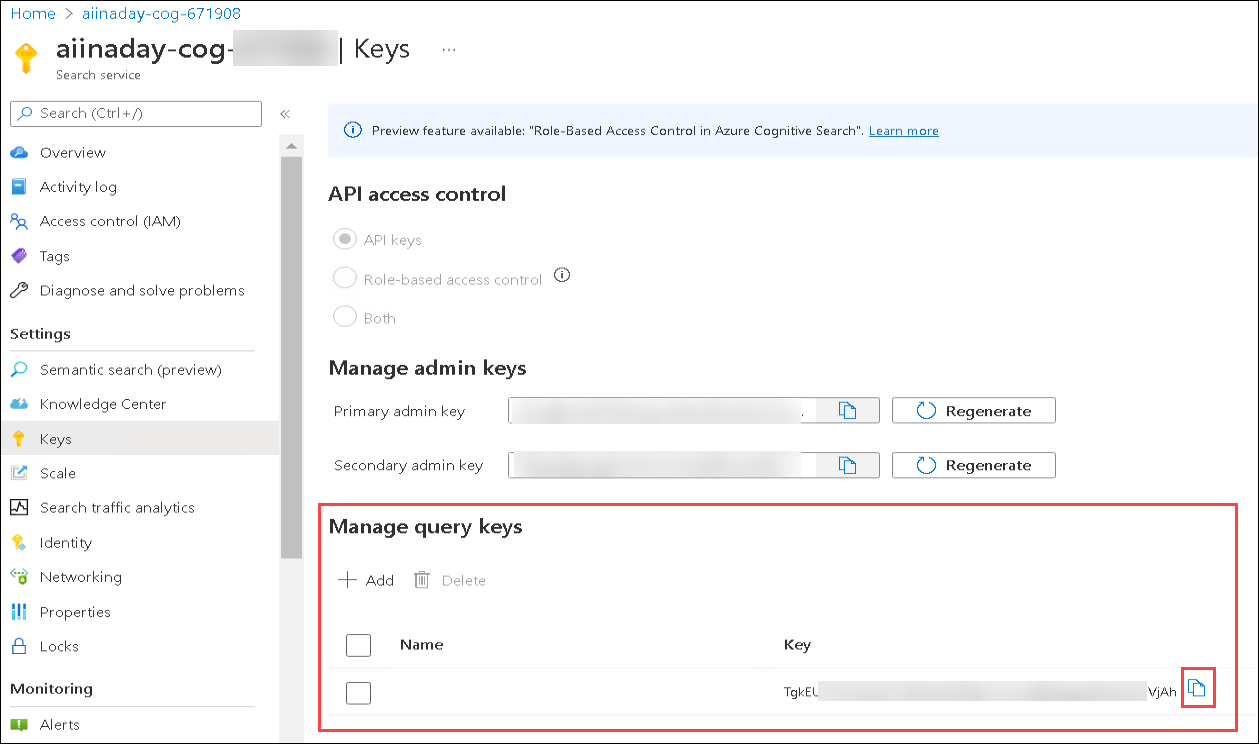 Home > aiinaday-cog-671908
aiinaday-cog- | Keys ...
Search service
Search (Ctrl+/) «
Overview
Activity log
Access control (IAM)
Tags
Diagnose and solve problems
Settings
Semantic search (preview)
Knowledge Center
Keys
Scale
Search traffic analytics
Identity
Networking
Properties
Locks
Monitoring
Alerts
Preview feature available: "Role-Based Access Control in Azure Cognitive Search". Learn more
API access control
API keys
Role-based access control
Both
Manage admin keys
Primary admin key Regenerate
Secondary admin key Regenerate
Manage query keys
Add Delete
Name Key
TgkEU VjAh